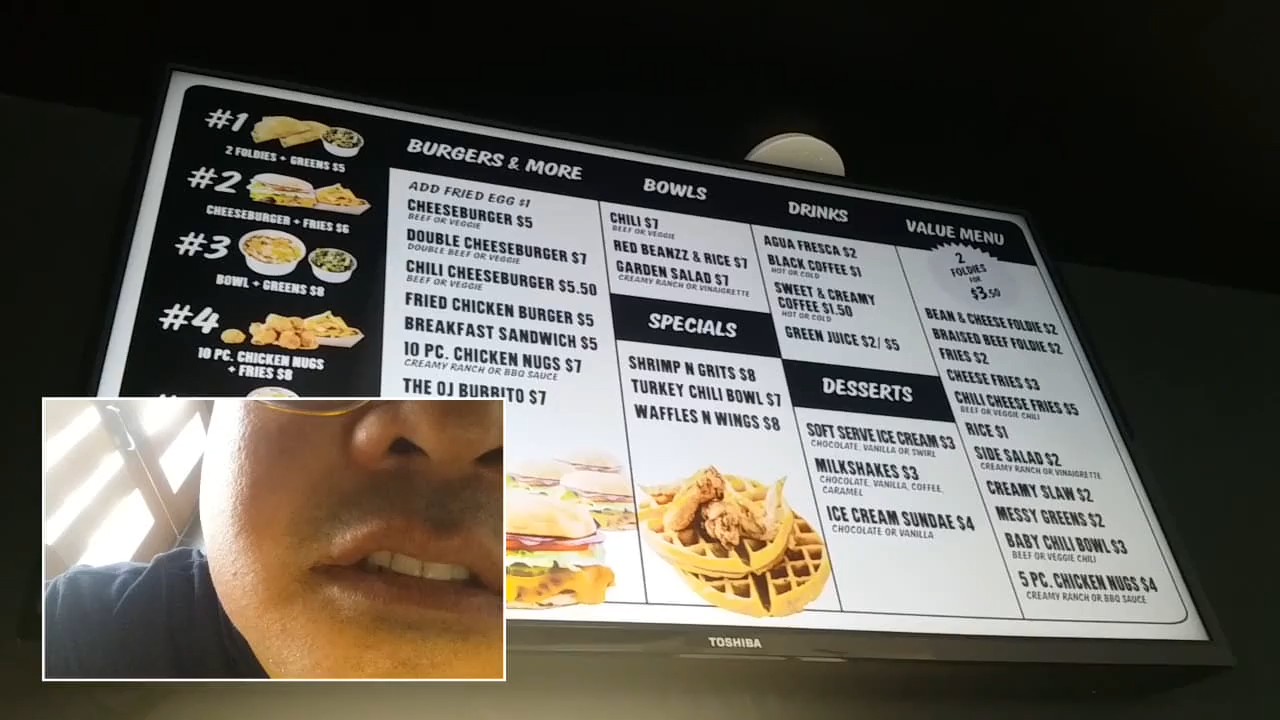 #1
2 FOLDIES + GREENS $5
#2
CHEESEBURGER + FRIES $6
#3
BOWL + GREENS $8
#4
10 PC. CHICKEN NUGS
+ FRIES $8
BURGERS & MORE
ADD FRIED EGG $1
CHEESEBURGER $5
BEEF OR VEGGIE
DOUBLE CHEESEBURGER $7
DOUBLE BEEF OR VEGGIE
CHILI CHEESEBURGER $5.50
BEEF OR VEGGIE
FRIED CHICKEN BURGER $5
BREAKFAST SANDWICH $5
10 PC. CHICKEN NUGS $7
CREAMY RANCH OR BBQ SAUCE
THE OJ BURRITO $7
BOWLS
CHILI $7
BEEF OR VEGGIE
RED BEANZZ & RICE $7
GARDEN SALAD $7
CREAMY RANCH OR VINAIGRETTE
SPECIALS
SHRIMP N GRITS $8
TURKEY CHILI BOWL $7
WAFFLES N WINGS $8
DRINKS
AGUA FRESCA $2
BLACK COFFEE $1
HOT OR COLD
SWEET & CREAMY
COFFEE $1.50
HOT OR COLD
GREEN JUICE $2/ $5
DESSERTS
SOFT SERVE ICE CREAM $3
CHOCOLATE, VANILLA OR SWIRL
MILKSHAKES $3
CHOCOLATE, VANILLA, COFFEE,
CARAMEL
ICE CREAM SUNDAE $4
CHOCOLATE OR VANILLA
VALUE MENU
2
FOLDIES
FOR
$3.50
BEAN & CHEESE FOLDIE $2
BRAISED BEEF FOLDIE $2
FRIES $2
CHEESE FRIES $3
CHILI CHEESE FRIES $5
BEEF OR VEGGIE CHILI
RICE $1
SIDE SALAD $2
CREAMY RANCH OR VINAIGRETTE
CREAMY SLAW $2
MESSY GREENS $2
BABY CHILI BOWL $3
BEEF OR VEGGIE CHILI
5 PC. CHICKEN NUGS $4
CREAMY RANCH OR BBQ SAUCE
TOSHIBA